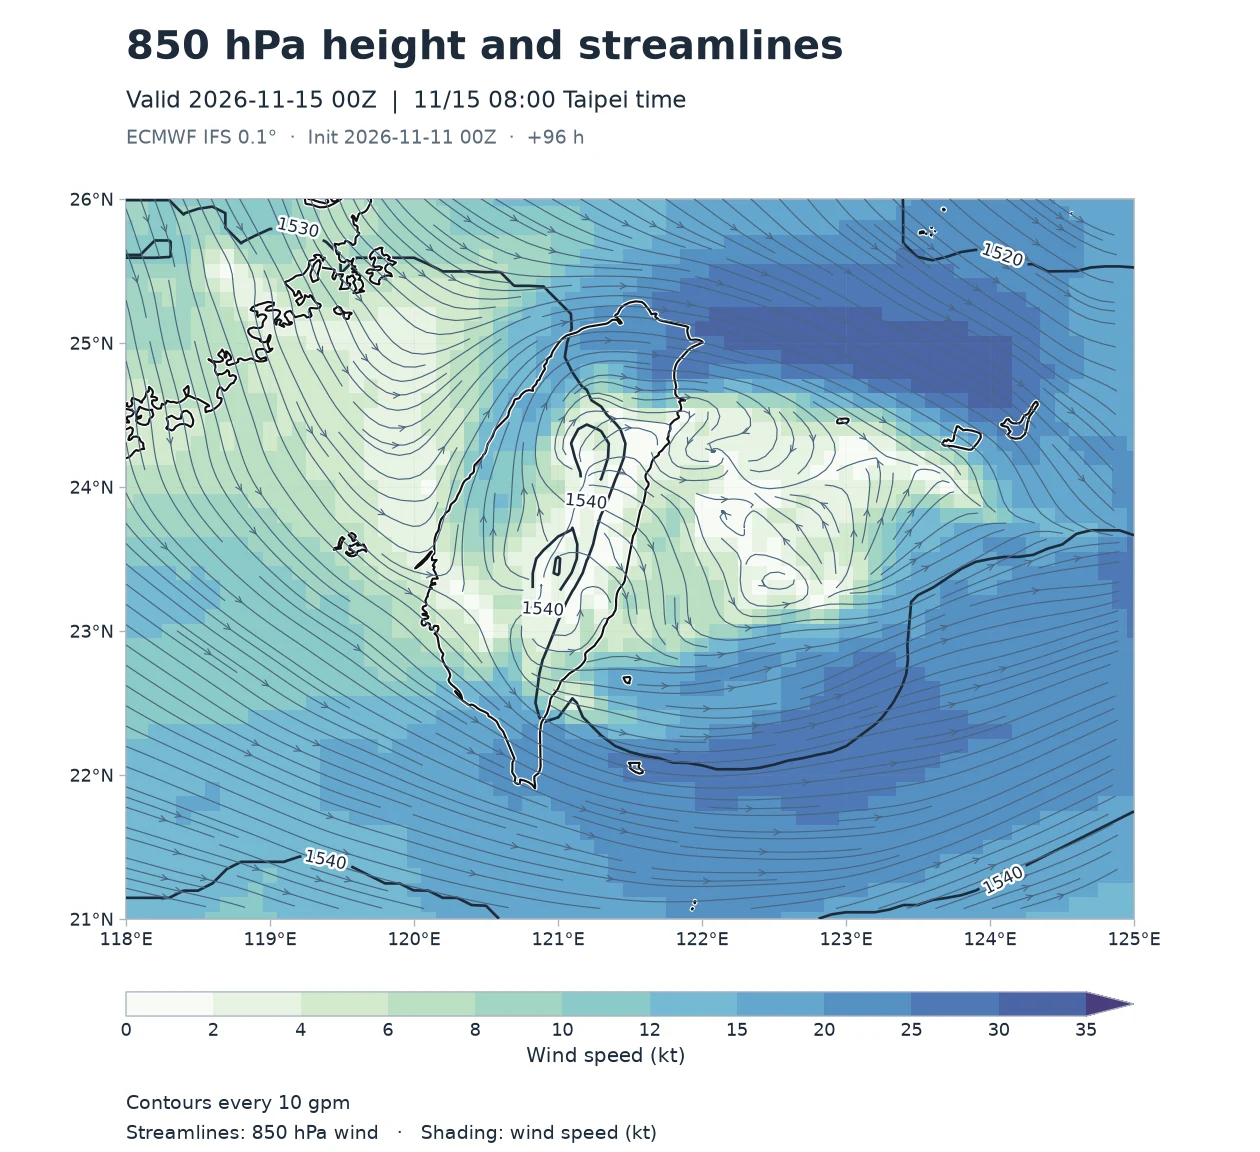 850 hPa height and streamlines
Valid 2026-11-15 00Z | 11/15 08:00 Taipei time
ECMWF IFS 0.1° · Init 2026-11-11 00Z · +96 h
26°N
1530
1520
25°N
24°N
1540
1540
23°N
22°N
1540
1540
21°N
118°E 119°E 120°E 121°E 122°E 123°E 124°E 125°E
0 2 4 6 8 10 12 15 20 25 30 35
Wind speed (kt)
Contours every 10 gpm
Streamlines: 850 hPa wind · Shading: wind speed (kt)